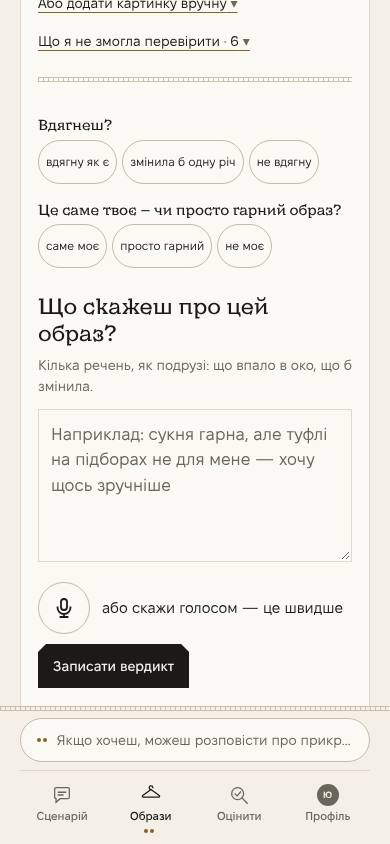 Або додати картинку вручну ▾
Що я не змогла перевірити · 6 ▾
Вдягнеш?
вдягну як є
змінила б одну річ
не вдягну
Це саме твоє — чи просто гарний образ?
саме моє
просто гарний
не моє
Що скажеш про цей
образ?
Кілька речень, як подрузі: що впало в око, що б
змінила.
Наприклад: сукня гарна, але туфлі
на підборах не для мене — хочу
щось зручніше
або скажи голосом — це швидше
Записати вердикт
Якщо хочеш, можеш розповісти про прикр...
Ю
Сценарій
Образи
Оцінити
Профіль